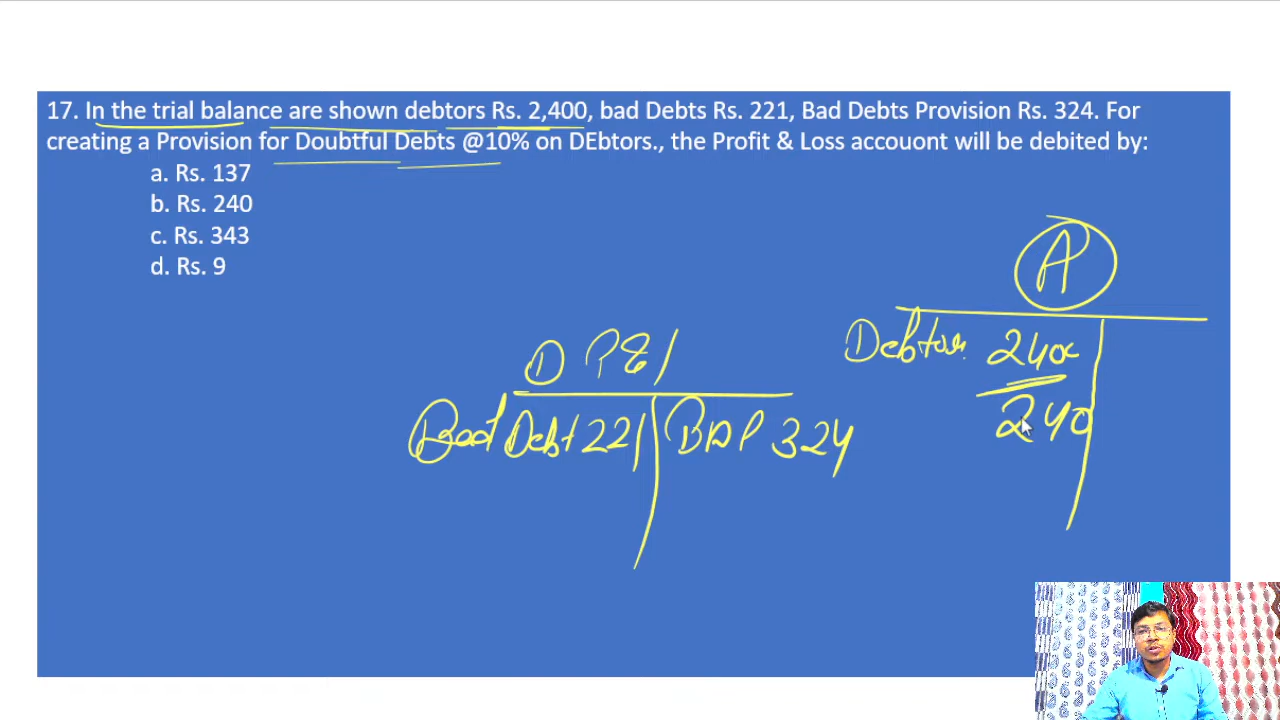 17. In the trial balance are shown debtors Rs. 2,400, bad Debts Rs. 221, Bad Debts Provision Rs. 324. For
creating a Provision for Doubtful Debts @10% on DEbtors., the Profit & Loss accouont will be debited by:
a. Rs. 137
b. Rs. 240
c. Rs. 343
d. Rs. 9
A
Debtors 240
240
D P&l
Bad Debt 221 BDP 324